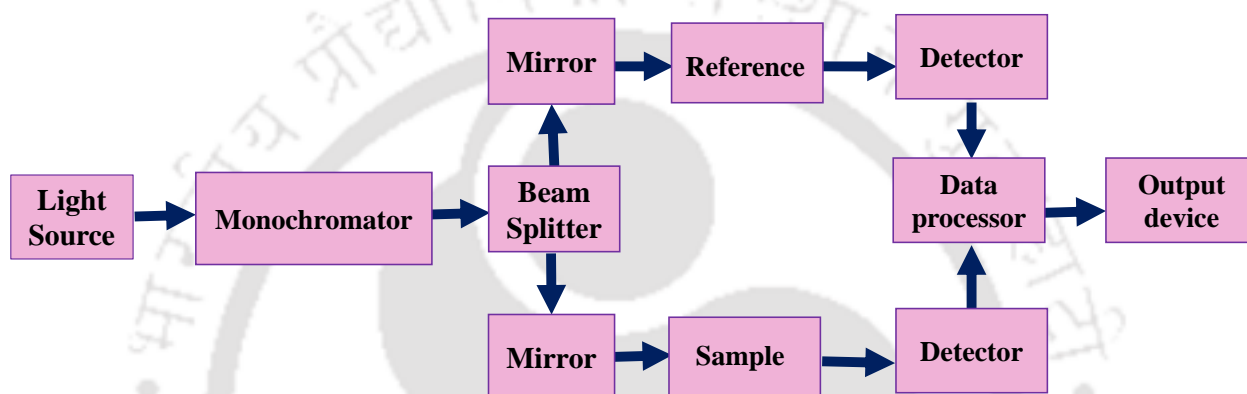 Mirror
Reference
Detector
Light
Source
Monochromator
Beam
Splitter
Data
processor
Output
device
Mirror
Sample
Detector